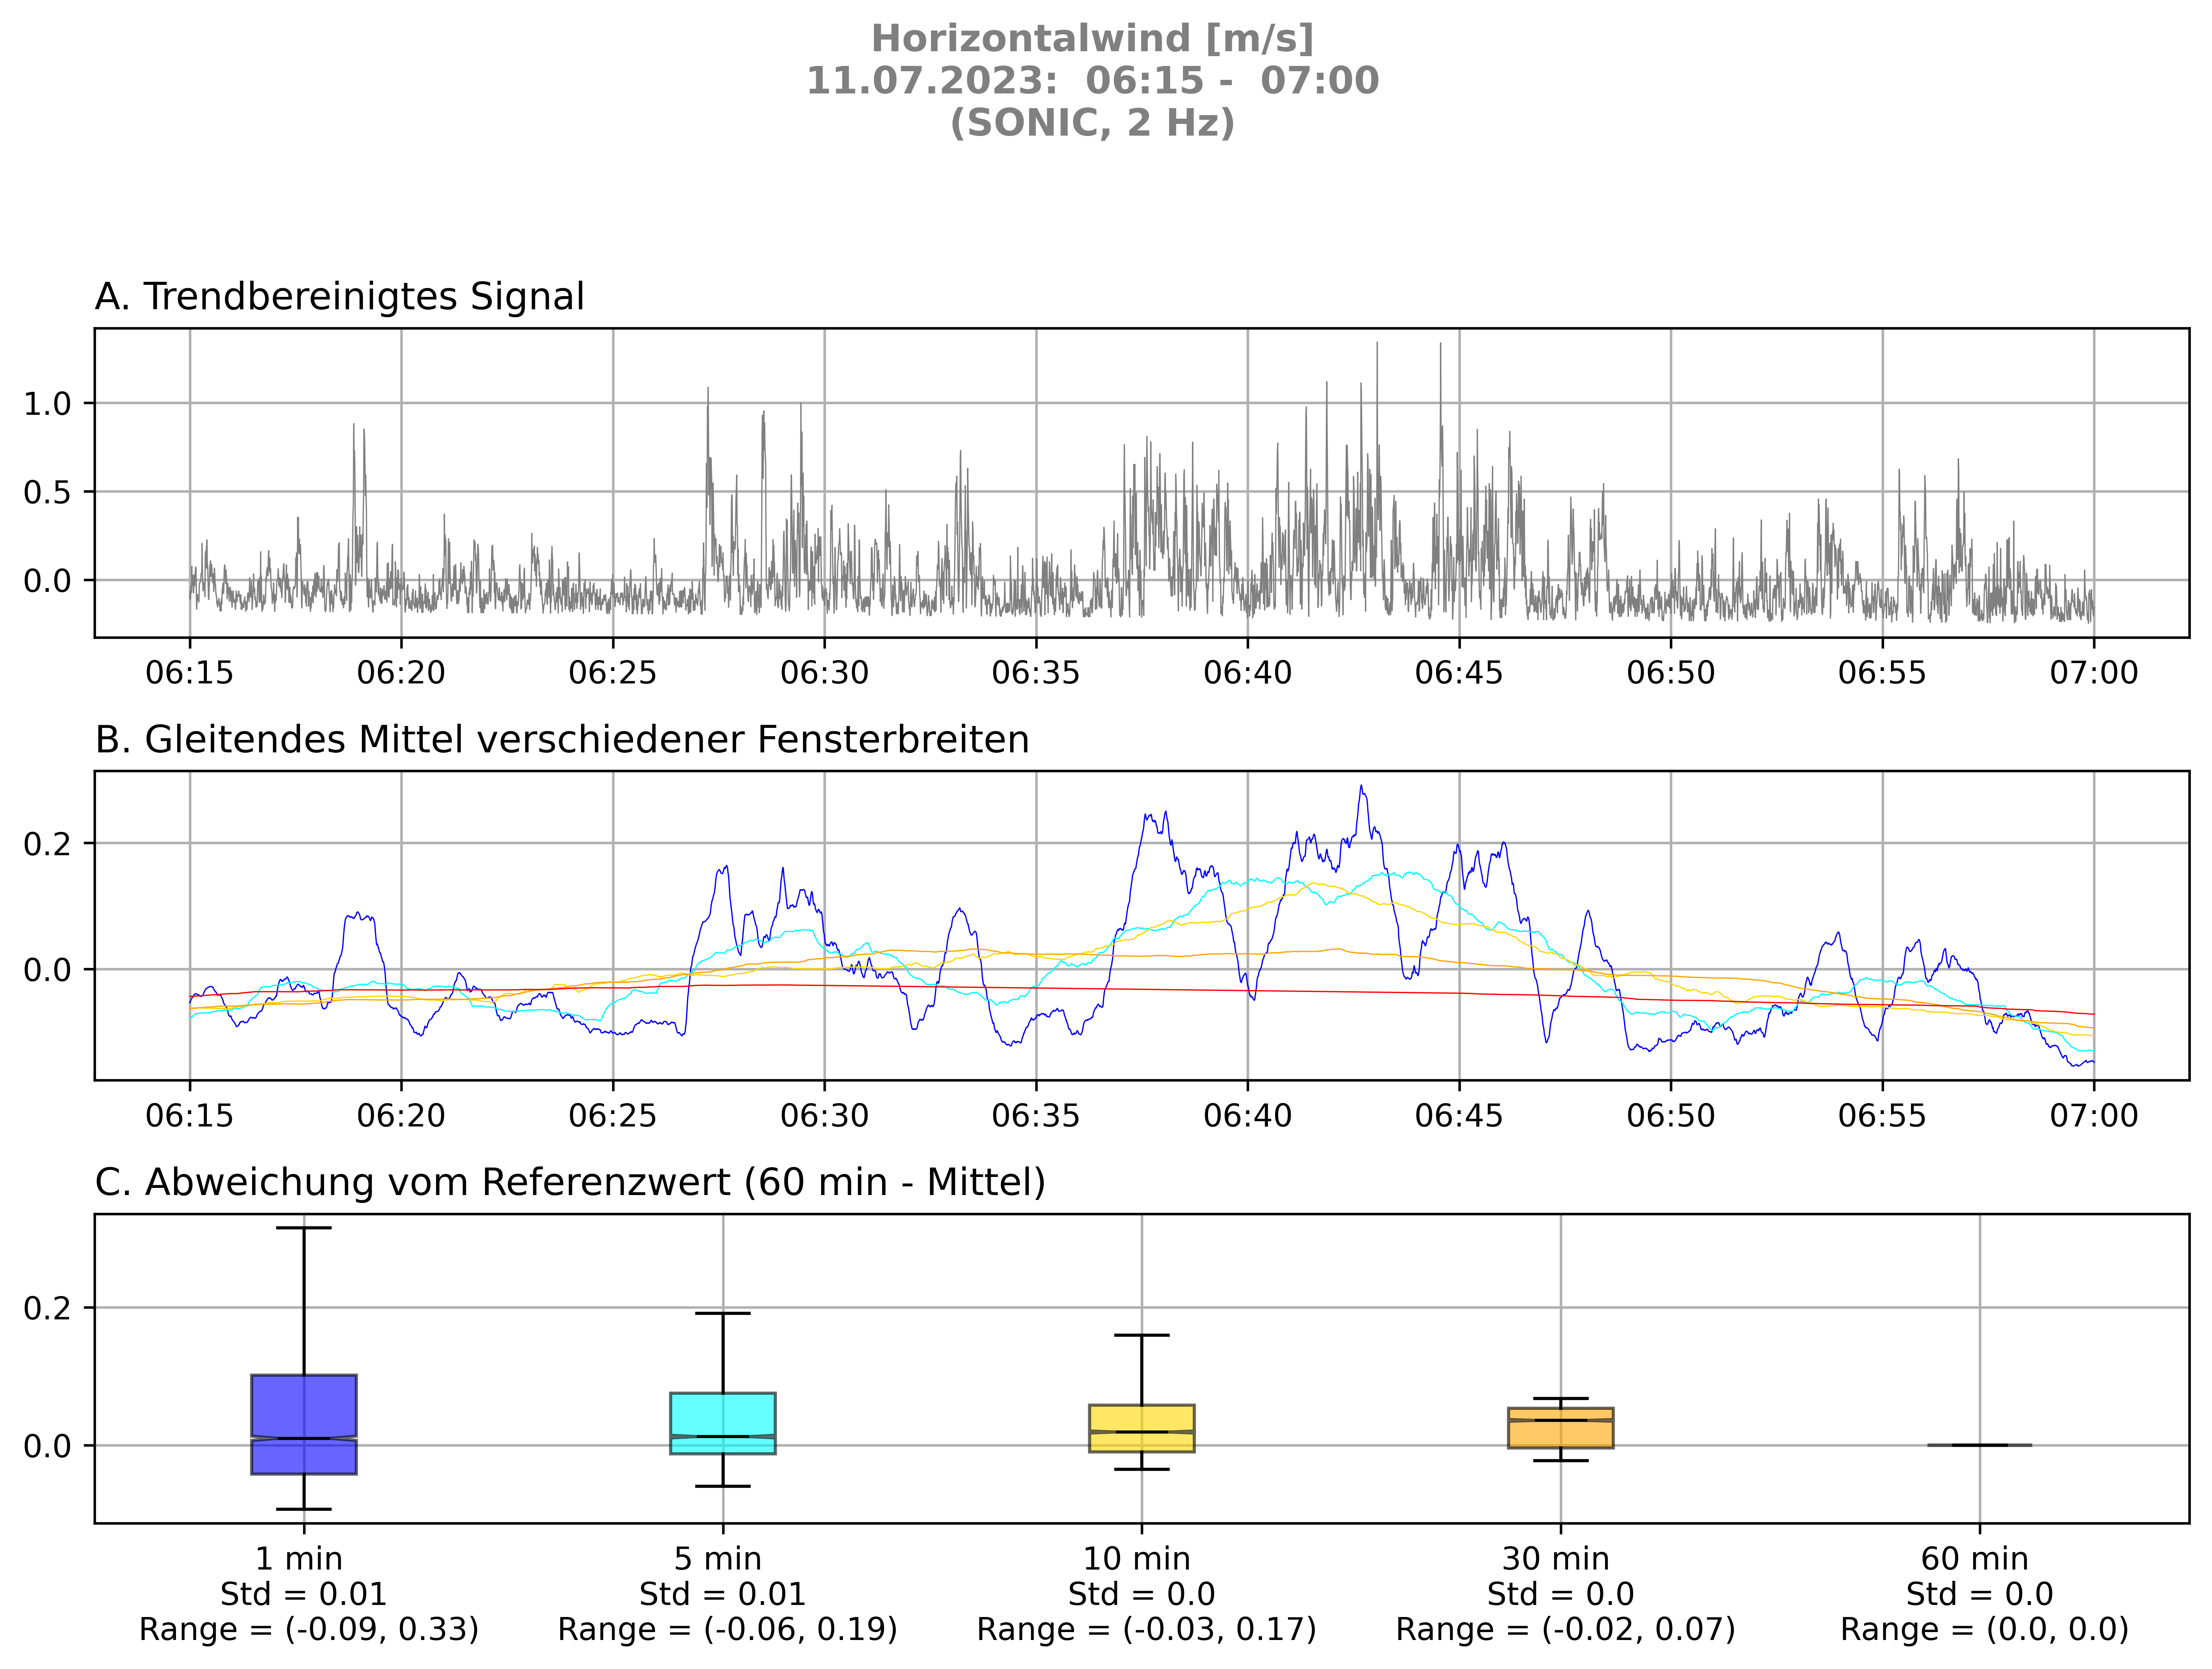 Horizontalwind [m/s]
11.07.2023:  06:15 -  07:00
(SONIC, 2 Hz)
A. Trendbereinigtes Signal
1.0
0.5
0.0
06:15 06:20 06:25 06:30 06:35 06:40 06:45 06:50 06:55 07:00
B. Gleitendes Mittel verschiedener Fensterbreiten
0.2
0.0
06:15 06:20 06:25 06:30 06:35 06:40 06:45 06:50 06:55 07:00
C. Abweichung vom Referenzwert (60 min - Mittel)
0.2
0.0
1 min 5 min 10 min 30 min 60 min
Std = 0.01 Std = 0.01 Std = 0.0 Std = 0.0 Std = 0.0
Range = (-0.09, 0.33) Range = (-0.06, 0.19) Range = (-0.03, 0.17) Range = (-0.02, 0.07) Range = (0.0, 0.0)